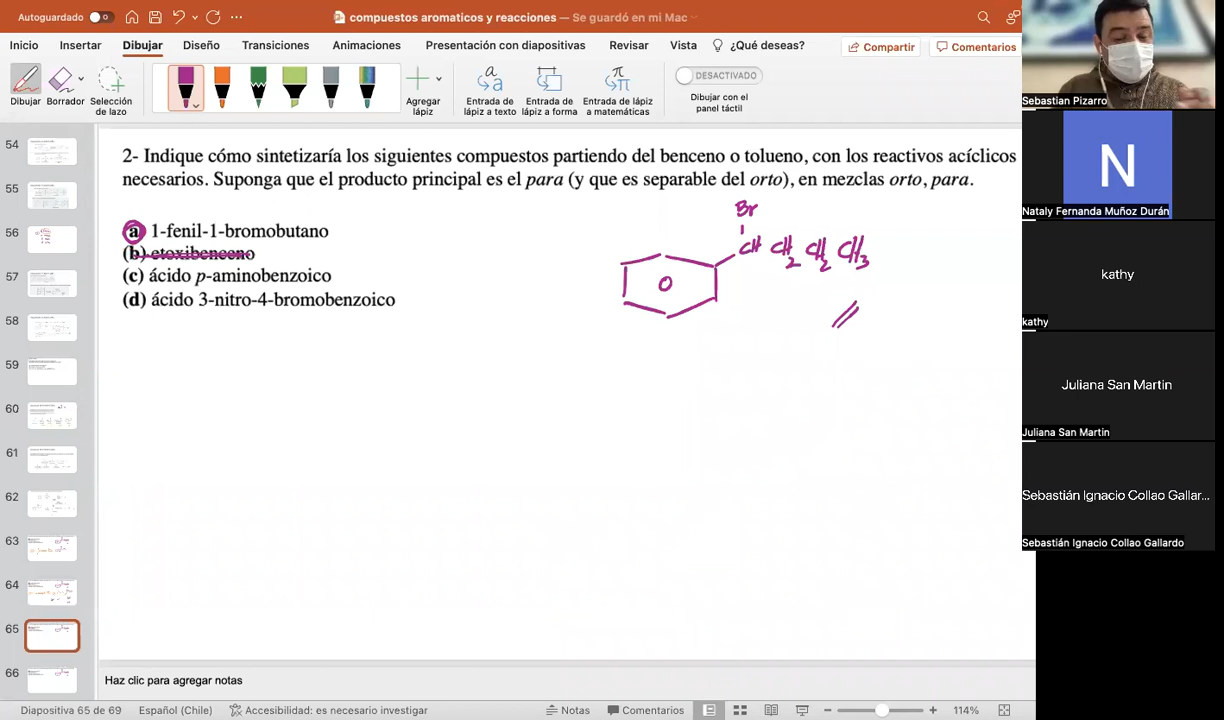 Autoguardado
compuestos aromaticos y reacciones — Se guardó en mi Mac
Inicio Insertar Dibujar Diseño Transiciones Animaciones Presentación con diapositivas Revisar Vista ¿Qué deseas?
Compartir Comentarios
Dibujar
Borrador
Selección de lazo
Agregar lápiz
Entrada de lápiz a texto
Entrada de lápiz a forma
Entrada de lápiz a matemáticas
DESACTIVADO
Dibujar con el panel táctil
54
55
56
57
58
59
60
61
62
63
64
65
66
2- Indique cómo sintetizaría los siguientes compuestos partiendo del benceno o tolueno, con los reactivos acíclicos
necesarios. Suponga que el producto principal es el para (y que es separable del orto), en mezclas orto, para.
(a) 1-fenil-1-bromobutano
(b) etoxibenceno
(c) ácido p-aminobenzoico
(d) ácido 3-nitro-4-bromobenzoico
Br
CH CH2 CH2 CH3
Haz clic para agregar notas
Diapositiva 65 de 69 Español (Chile) Accesibilidad: es necesario investigar Notas Comentarios 114%
Sebastian Pizarro
N
Nataly Fernanda Muñoz Durán
kathy
kathy
Juliana San Martin
Juliana San Martin
Sebastián Ignacio Collao Gallar...
Sebastián Ignacio Collao Gallardo